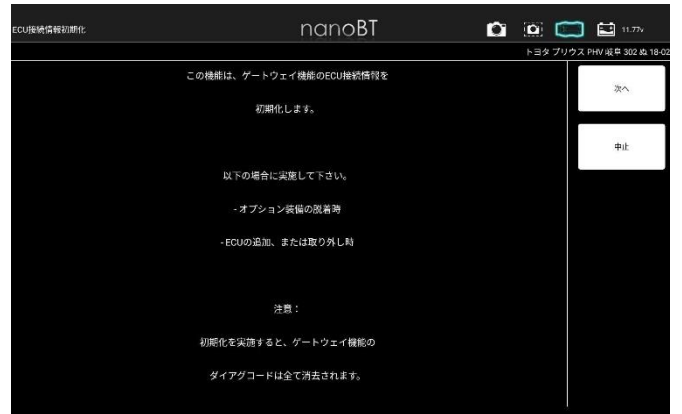 ECU接続情報初期化
nanoBT
11.77v
トヨタ プリウス PHV 岐阜 302 ぬ 18-02
この機能は、ゲートウェイ機能のECU接続情報を
初期化します。
次へ
中止
以下の場合に実施して下さい。
- オプション装備の脱着時
- ECUの追加、または取り外し時
注意：
初期化を実施すると、ゲートウェイ機能の
ダイアグコードは全て消去されます。